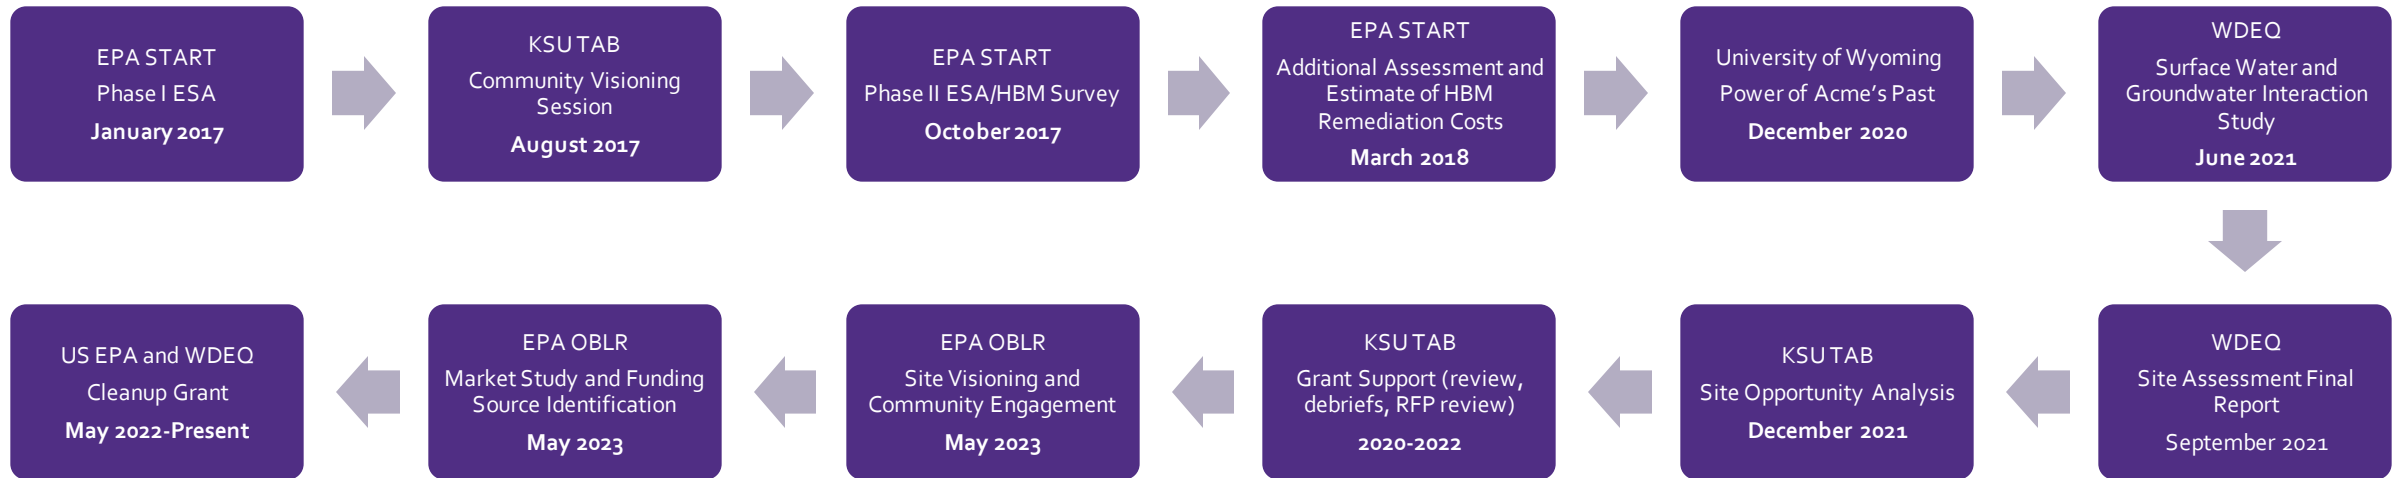 EPA START
Phase I ESA
January 2017
KSU TAB
Community Visioning
Session
August 2017
EPA START
Phase II ESA/HBM Survey
October 2017
EPA START
Additional Assessment and
Estimate of HBM
Remediation Costs
March 2018
University of Wyoming
Power of Acme's Past
December 2020
WDEQ
Surface Water and
Groundwater Interaction
Study
June 2021
WDEQ
Site Assessment Final
Report
September 2021
KSU TAB
Site Opportunity Analysis
December 2021
KSU TAB
Grant Support (review,
debriefs, RFP review)
2020-2022
EPA OBLR
Site Visioning and
Community Engagement
May 2023
EPA OBLR
Market Study and Funding
Source Identification
May 2023
US EPA and WDEQ
Cleanup Grant
May 2022-Present